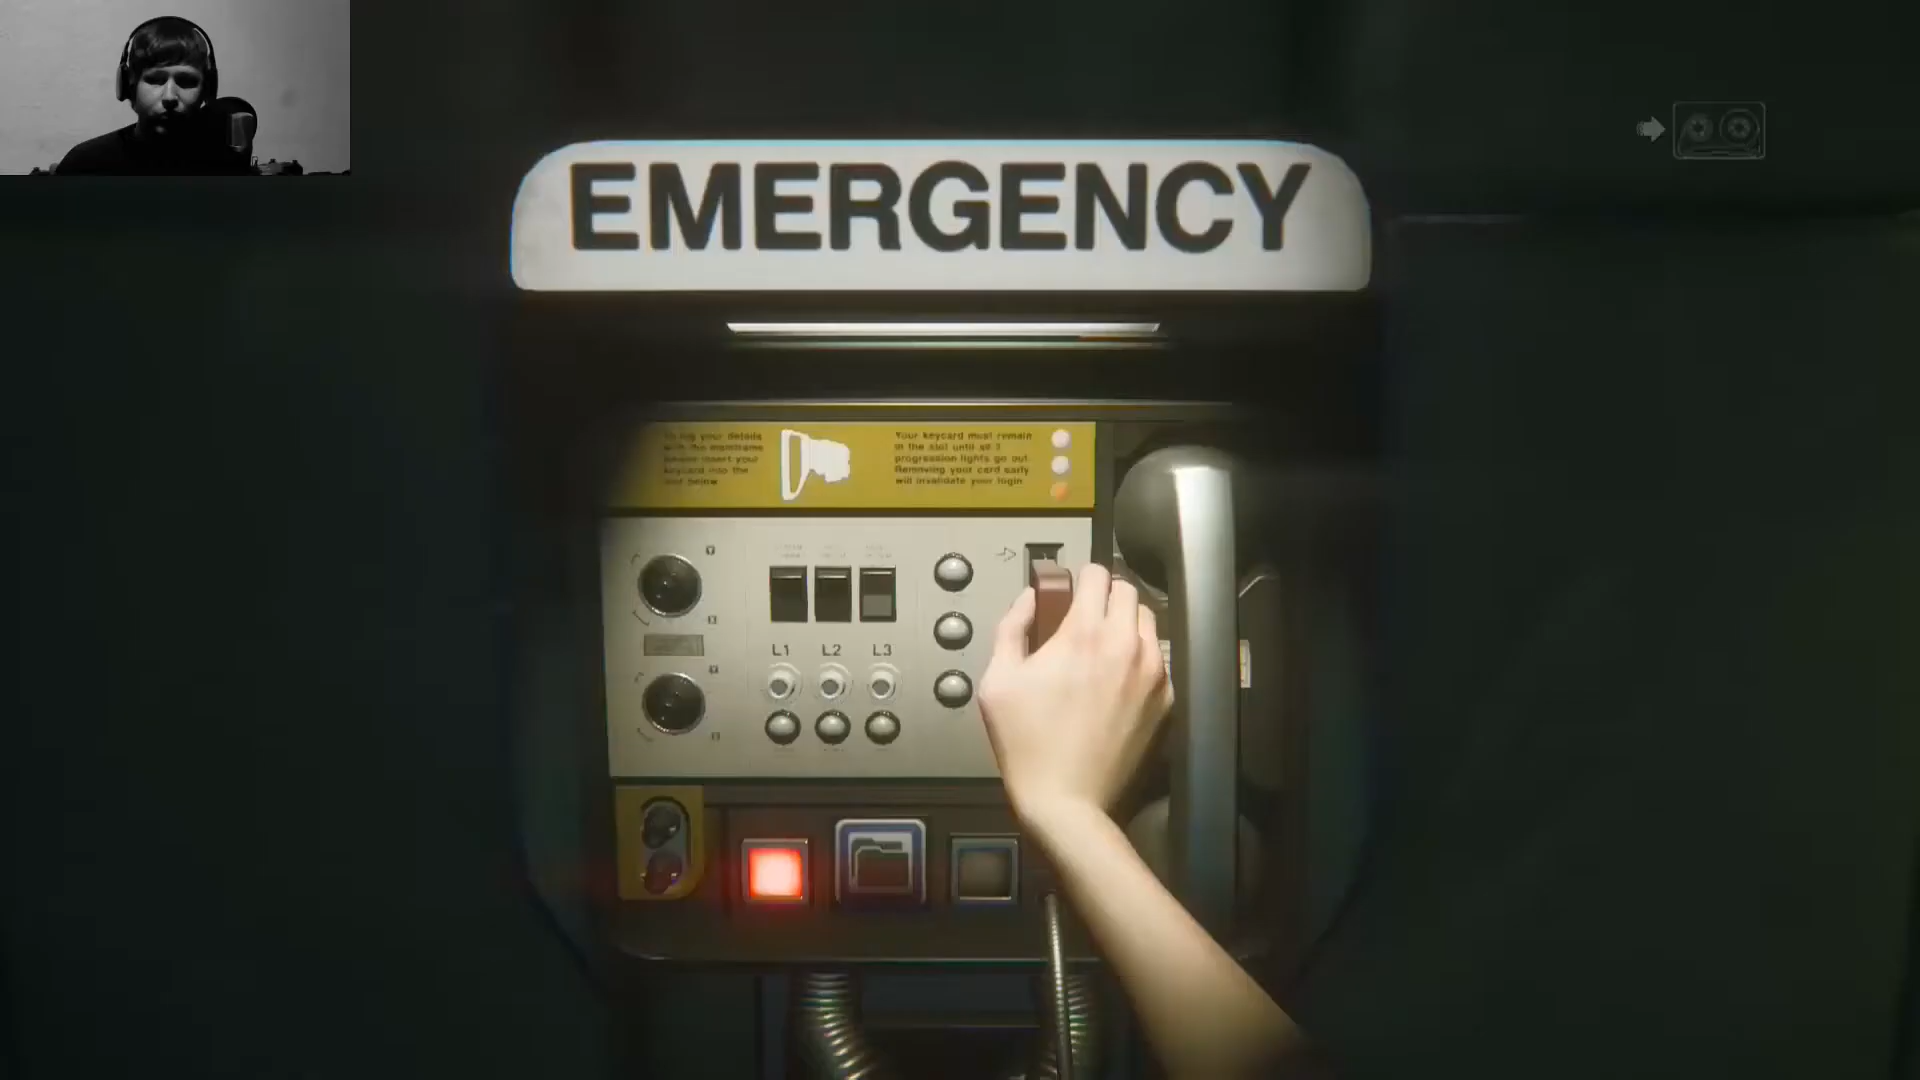 EMERGENCY
To log your details
with the mainframe
please insert your
keycard into the
slot below
Your keycard must remain
in the slot until all 3
progression lights go out.
Removing your card early
will invalidate your login
L1 L2 L3